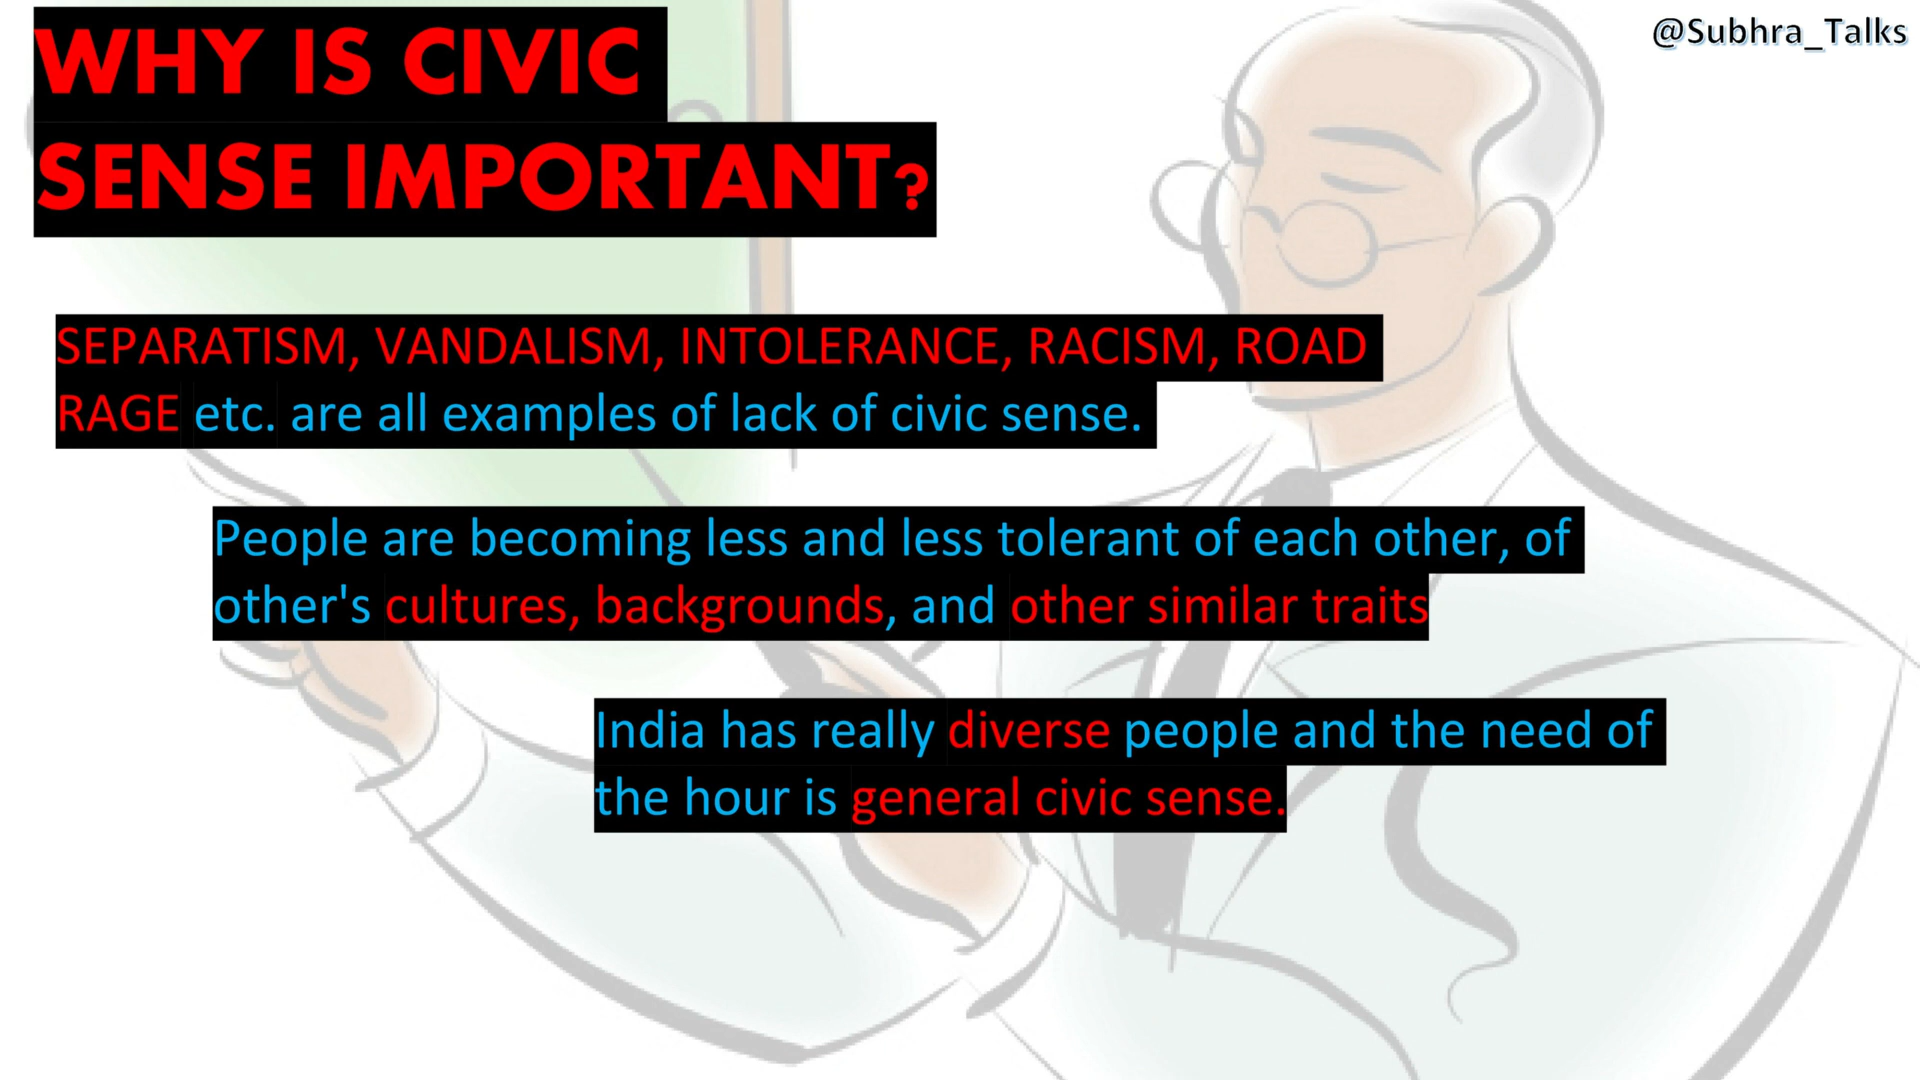 @Subhra_Talks
WHY IS CIVIC
SENSE IMPORTANT?
SEPARATISM, VANDALISM, INTOLERANCE, RACISM, ROAD
RAGE etc. are all examples of lack of civic sense.
People are becoming less and less tolerant of each other, of
other's cultures, backgrounds, and other similar traits
India has really diverse people and the need of
the hour is general civic sense.